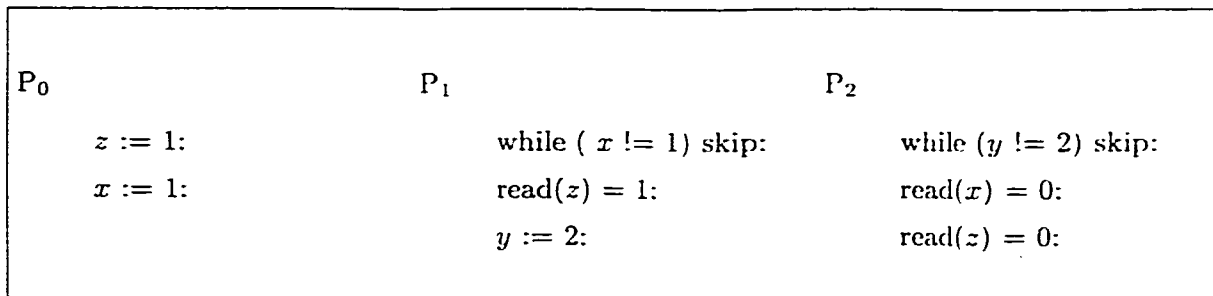 P₀ P₁ P₂
z := 1: while ( x != 1) skip: while (y != 2) skip:
x := 1: read(z) = 1: read(x) = 0:
y := 2: read(z) = 0: